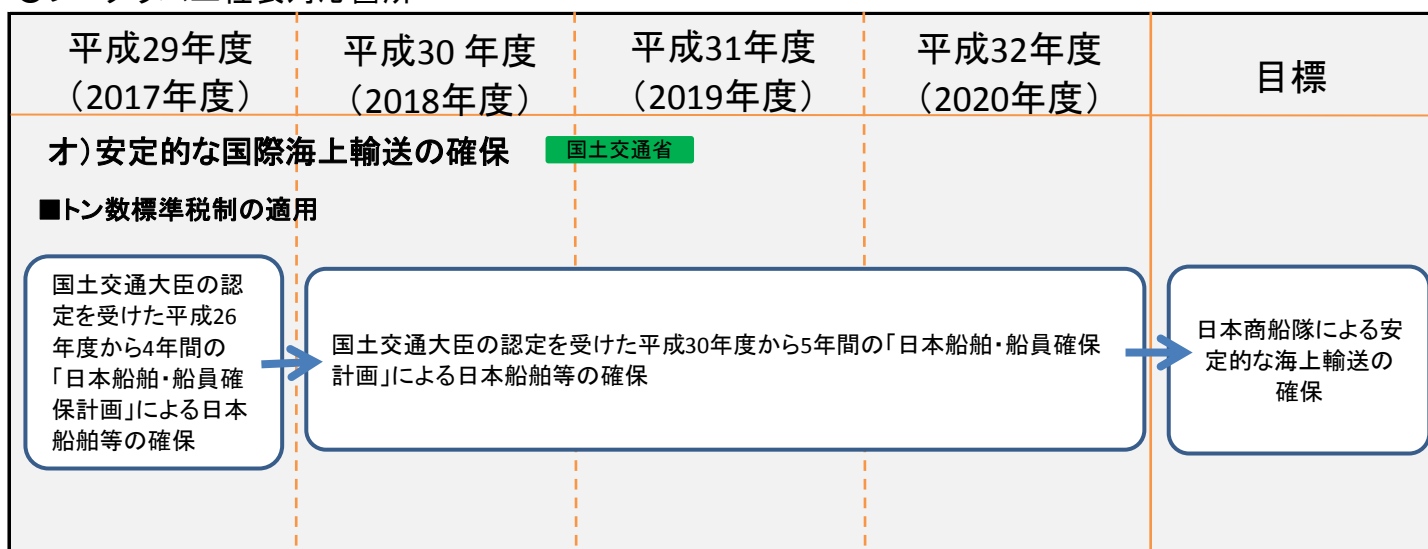 平成29年度
（2017年度）
平成30 年度
（2018年度）
平成31年度
（2019年度）
平成32年度
（2020年度）
目標
オ）安定的な国際海上輸送の確保
国土交通省
■トン数標準税制の適用
国土交通大臣の認
定を受けた平成26
年度から4年間の
「日本船舶・船員確
保計画」による日本
船舶等の確保
国土交通大臣の認定を受けた平成30年度から5年間の「日本船舶・船員確保
計画」による日本船舶等の確保
日本商船隊による安
定的な海上輸送の
確保